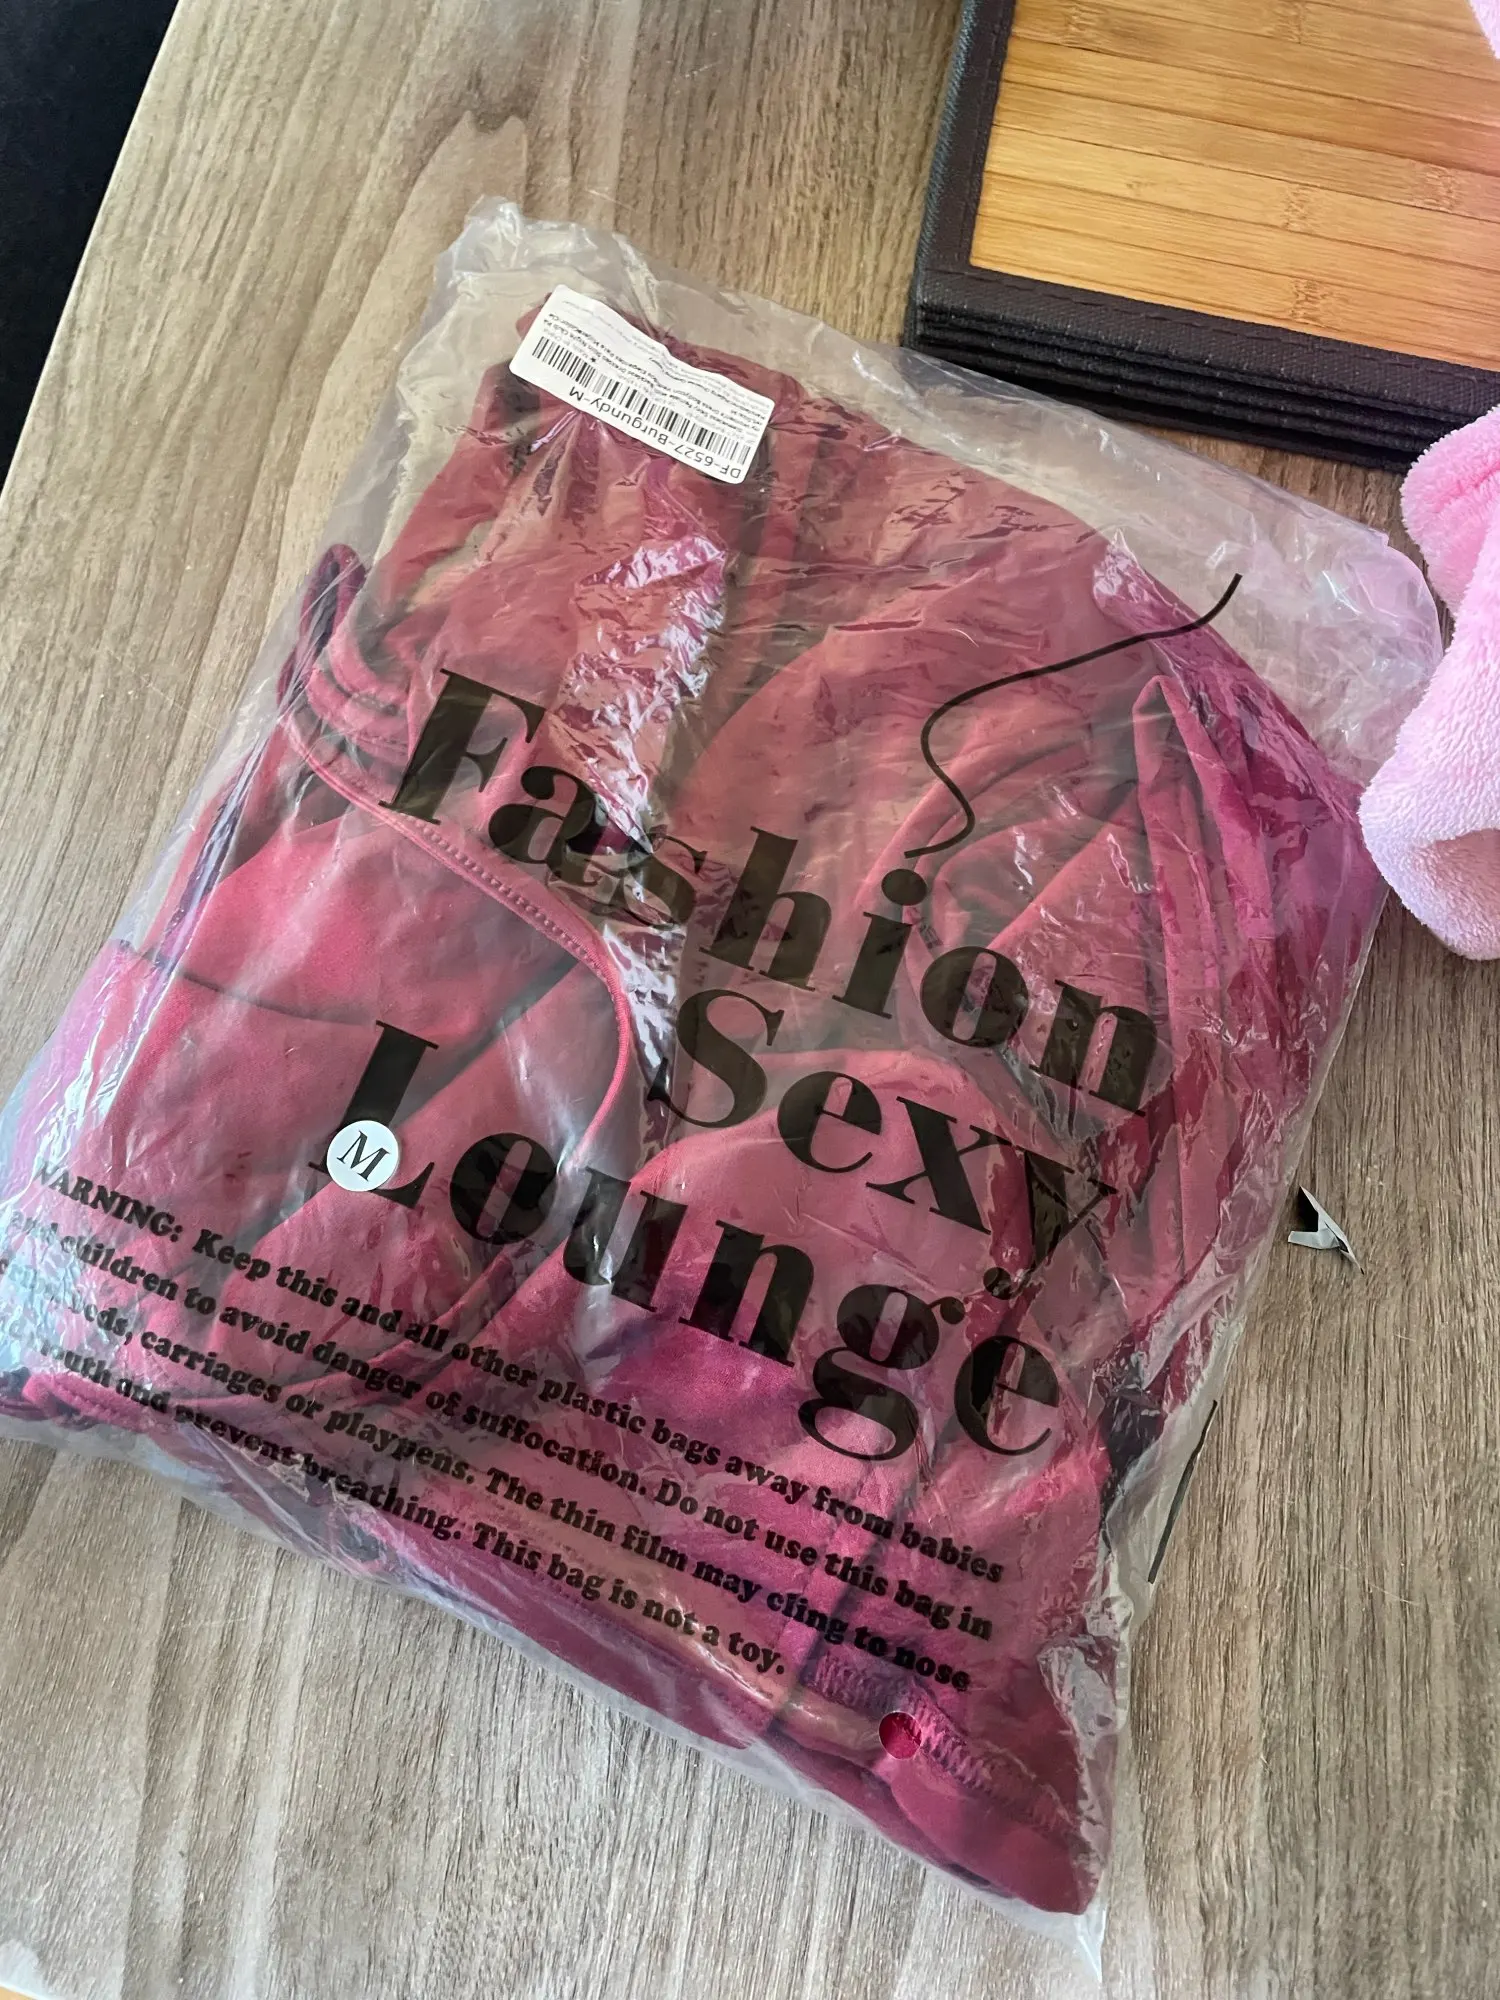 DF-6527-Burgundy-M
Fashion
Sexy
Lounge
M
WARNING: Keep this and all other plastic bags away from babies
and children to avoid danger of suffocation. Do not use this bag in
beds, carriages or playpens. The thin film may cling to nose
mouth and prevent breathing. This bag is not a toy.